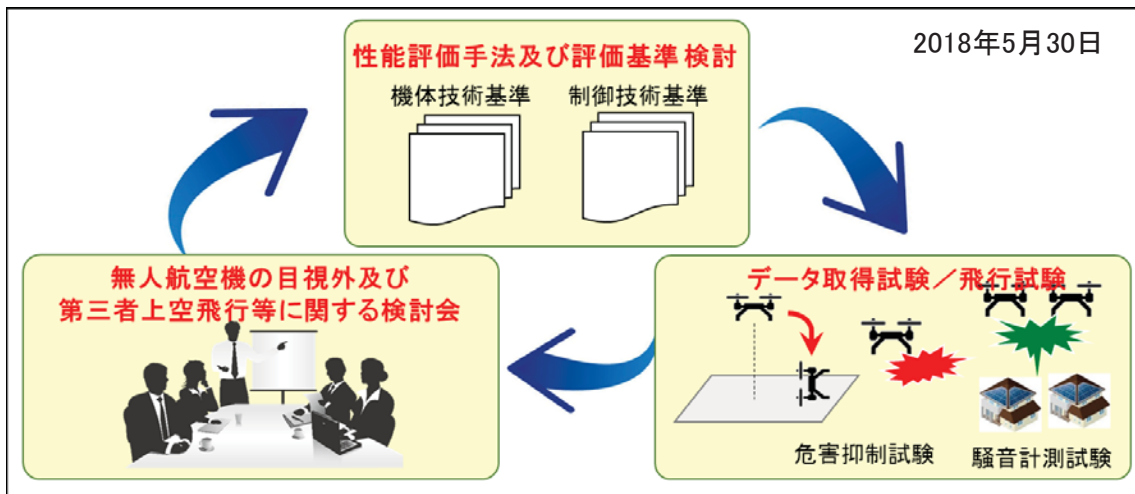 性能評価手法及び評価基準検討
2018年5月30日
機体技術基準
制御技術基準
無人航空機の目視外及び
第三者上空飛行等に関する検討会
データ取得試験／飛行試験
危害抑制試験
騒音計測試験